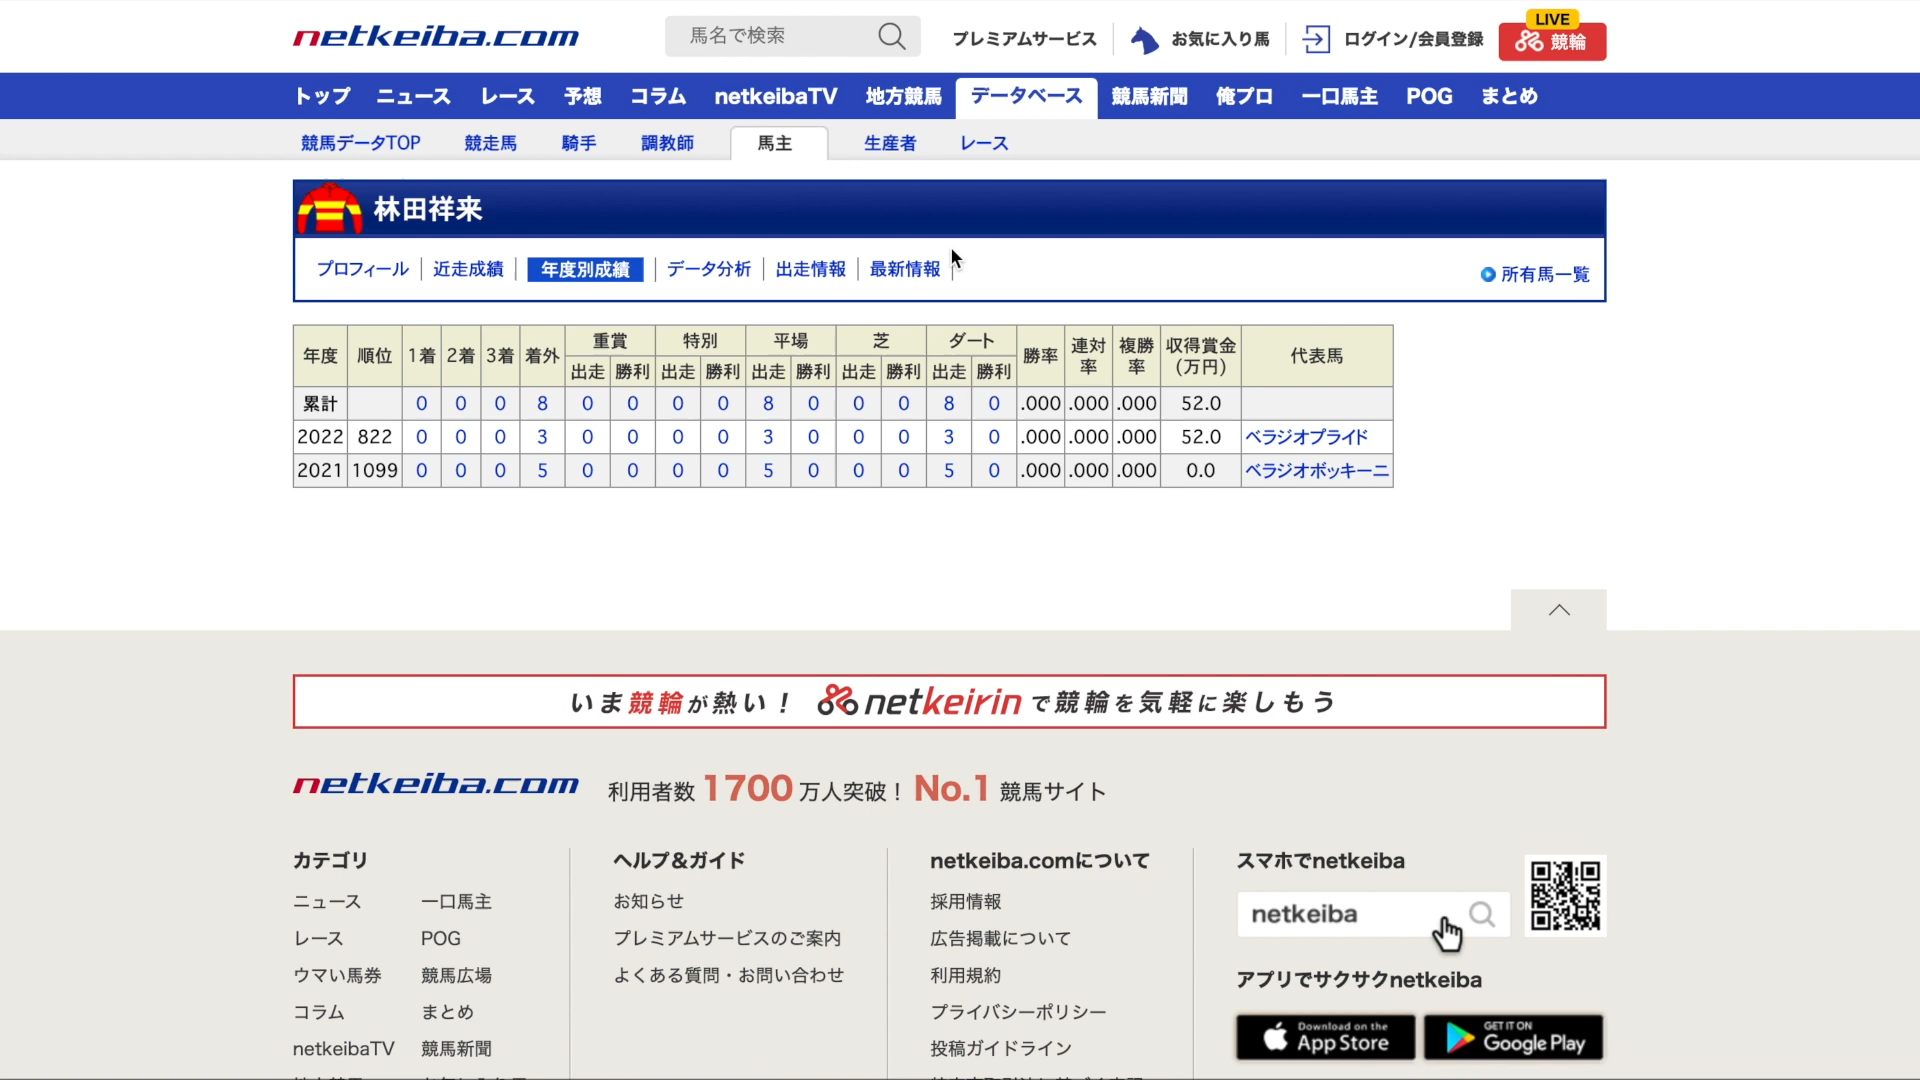 netkeiba.com 馬名で検索 プレミアムサービス お気に入り馬 ログイン/会員登録 LIVE 競輪
トップ ニュース レース 予想 コラム netkeibaTV 地方競馬 データベース 競馬新聞 俺プロ 一口馬主 POG まとめ
競馬データTOP 競走馬 騎手 調教師 馬主 生産者 レース
林田祥来
プロフィール 近走成績 年度別成績 データ分析 出走情報 最新情報 所有馬一覧
年度 順位 1着 2着 3着 着外 重賞 特別 平場 芝 ダート 勝率 連対率 複勝率 収得賞金(万円) 代表馬
出走 勝利 出走 勝利 出走 勝利 出走 勝利 出走 勝利
累計 0 0 0 8 0 0 0 0 8 0 0 0 8 0 .000 .000 .000 52.0
2022 822 0 0 0 3 0 0 0 0 3 0 0 0 3 0 .000 .000 .000 52.0 ベラジオプライド
2021 1099 0 0 0 5 0 0 0 0 5 0 0 0 5 0 .000 .000 .000 0.0 ベラジオボッキーニ
いま競輪が熱い！ netkeirinで競輪を気軽に楽しもう
netkeiba.com 利用者数1700万人突破！No.1競馬サイト
カテゴリ
ニュース 一口馬主
レース POG
ウマい馬券 競馬広場
コラム まとめ
netkeibaTV 競馬新聞
ヘルプ＆ガイド
お知らせ
プレミアムサービスのご案内
よくある質問・お問い合わせ
netkeiba.comについて
採用情報
広告掲載について
利用規約
プライバシーポリシー
投稿ガイドライン
スマホでnetkeiba
netkeiba
アプリでサクサクnetkeiba
Download on the App Store
GET IT ON Google Play